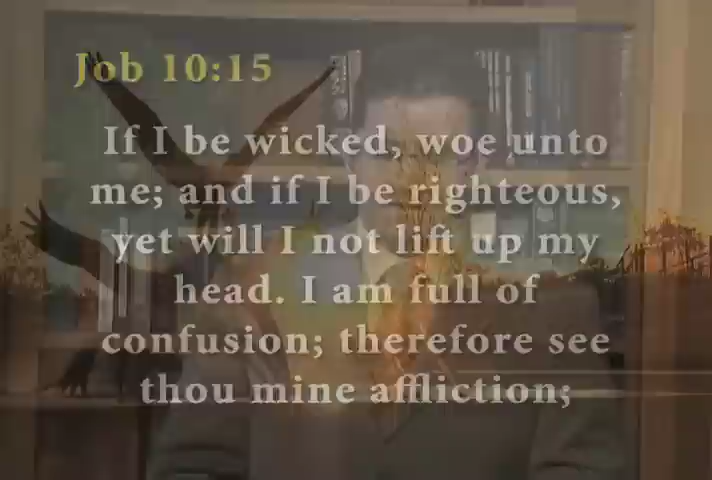 Job 10:15
If I be wicked, woe unto
me; and if I be righteous,
yet will I not lift up my
head. I am full of
confusion; therefore see
thou mine affliction;